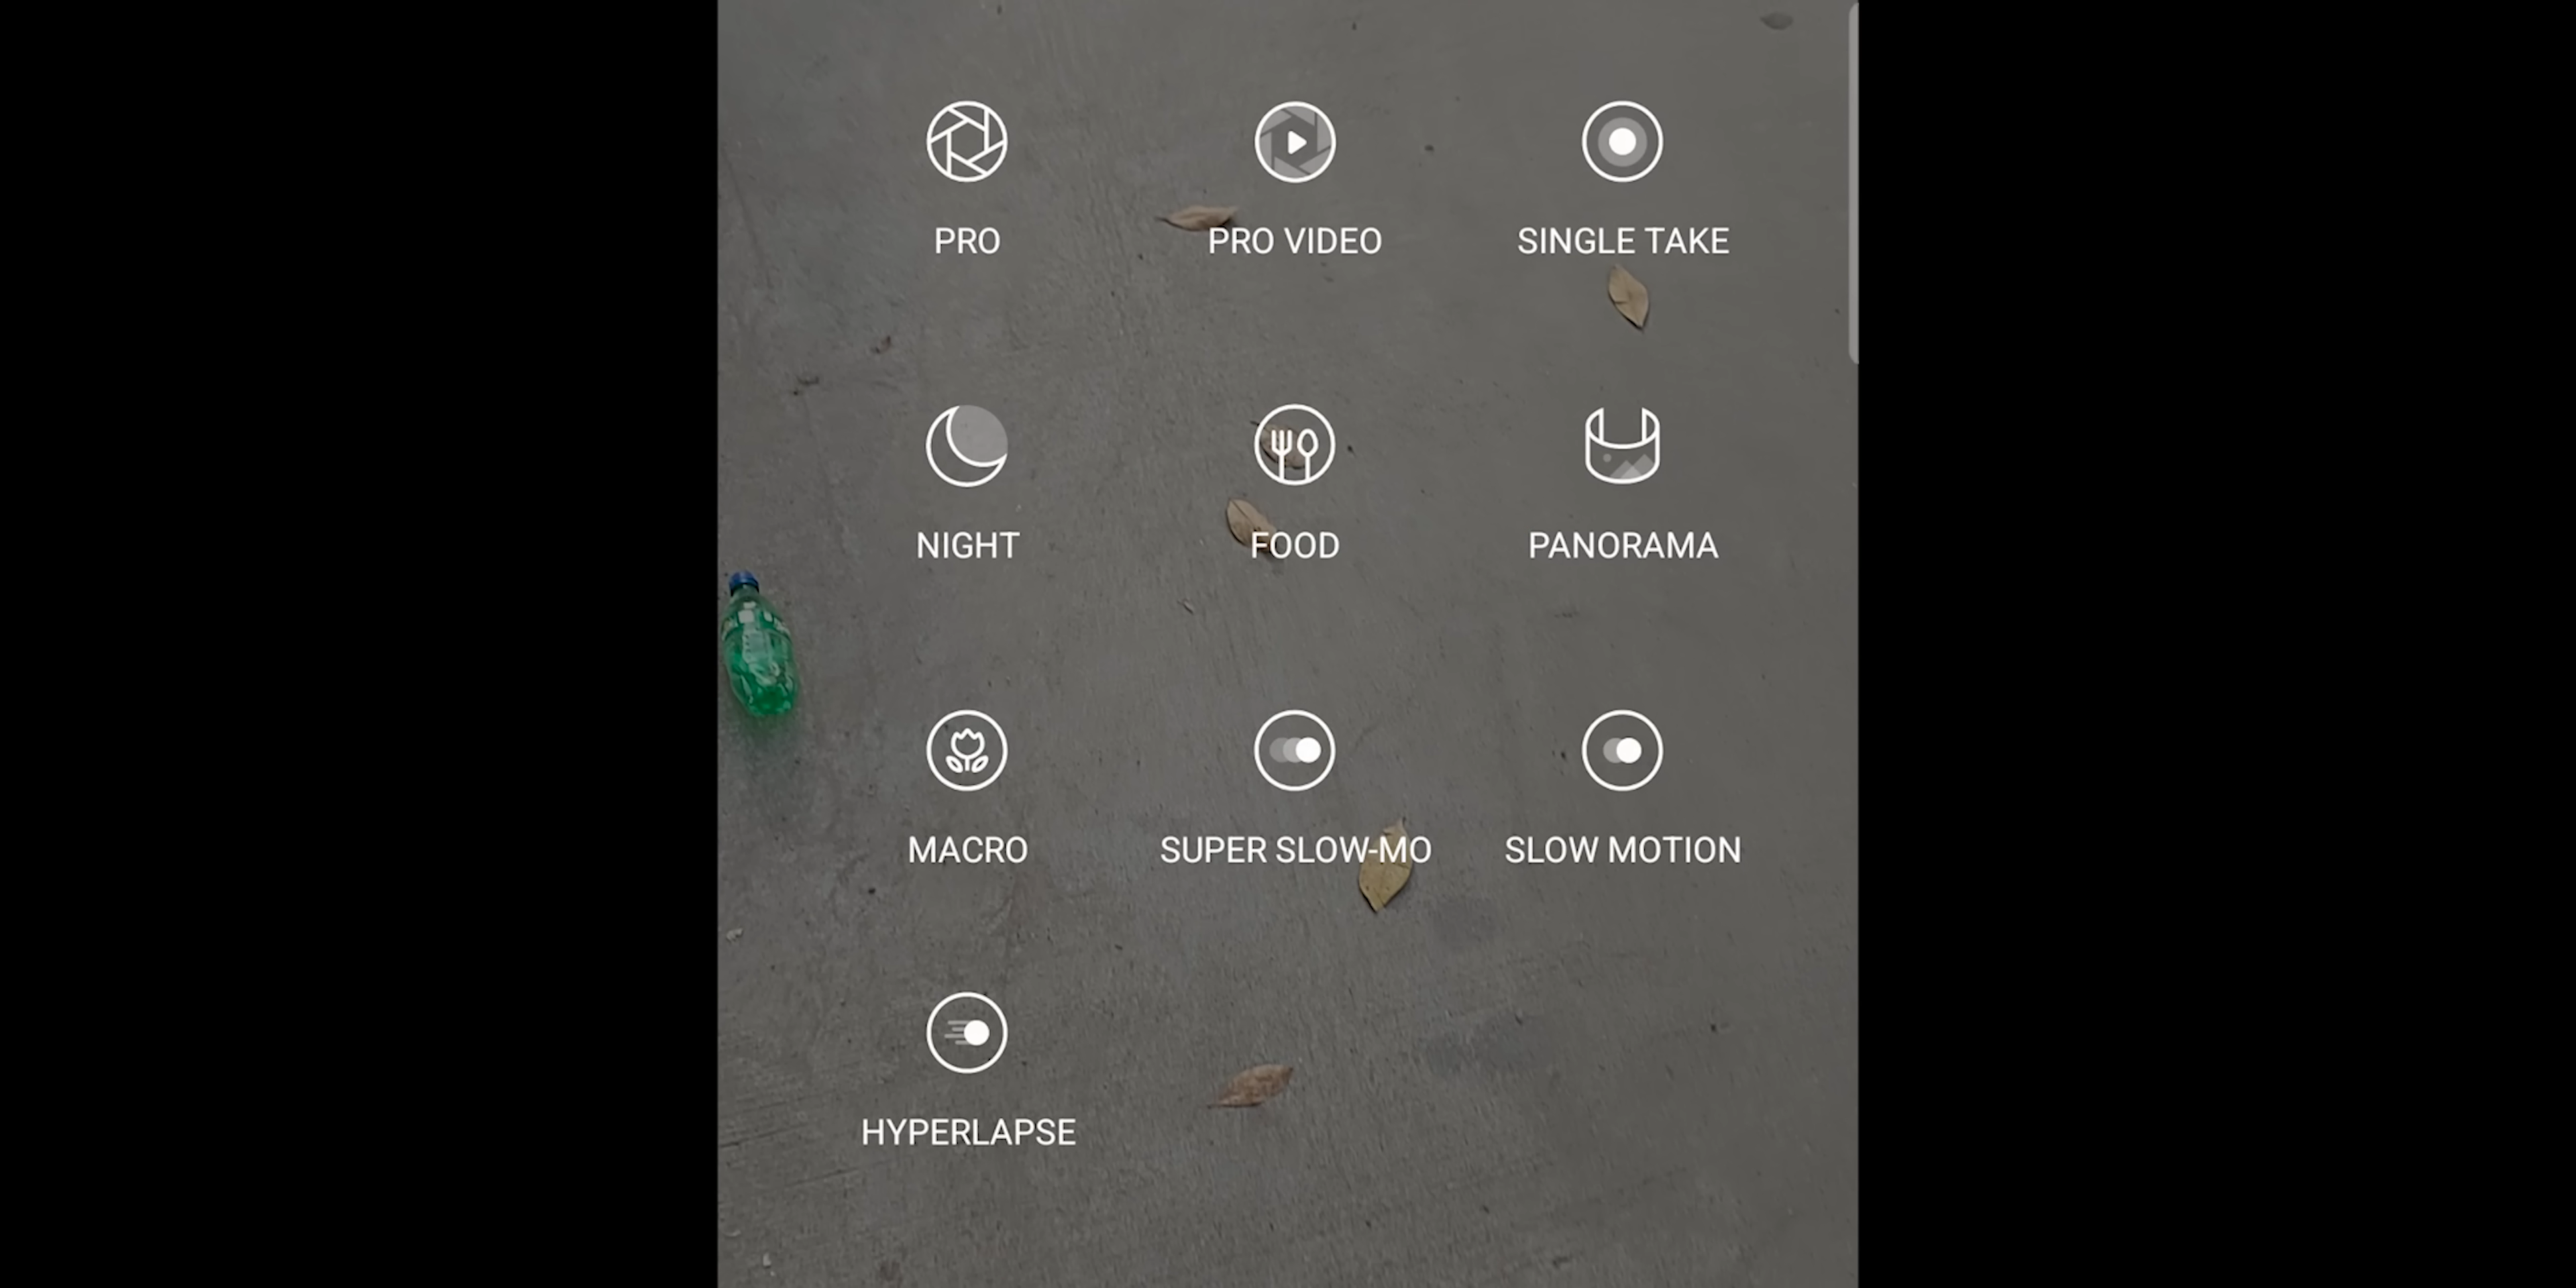 PRO
PRO VIDEO
SINGLE TAKE
NIGHT
FOOD
PANORAMA
MACRO
SUPER SLOW-MO
SLOW MOTION
HYPERLAPSE